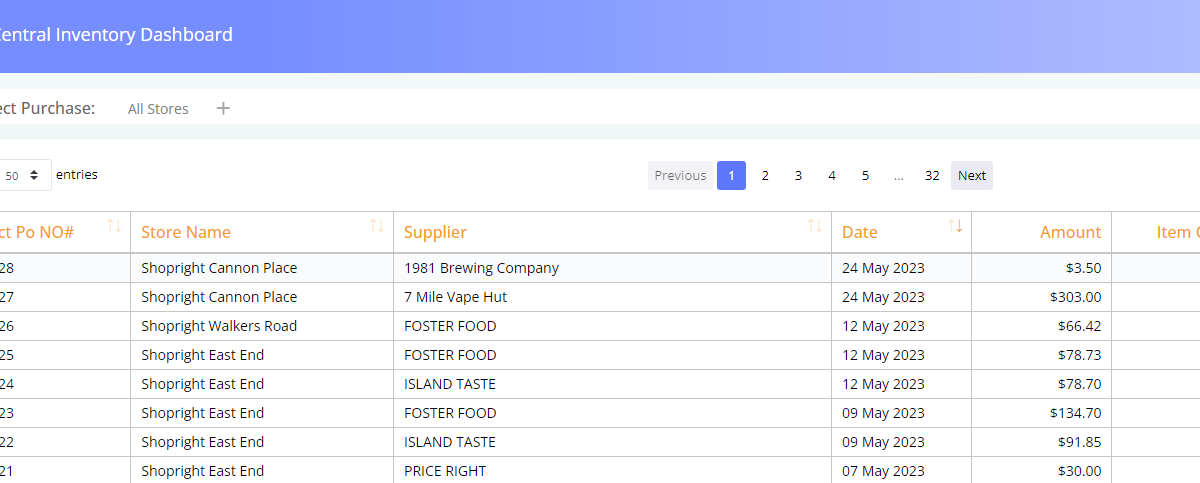 entral Inventory Dashboard
ect Purchase: All Stores +
50 entries Previous 1 2 3 4 5 ... 32 Next
ct Po NO# Store Name Supplier Date Amount Item
28 Shopright Cannon Place 1981 Brewing Company 24 May 2023 $3.50
27 Shopright Cannon Place 7 Mile Vape Hut 24 May 2023 $303.00
26 Shopright Walkers Road FOSTER FOOD 12 May 2023 $66.42
25 Shopright East End FOSTER FOOD 12 May 2023 $78.73
24 Shopright East End ISLAND TASTE 12 May 2023 $78.70
23 Shopright East End FOSTER FOOD 09 May 2023 $134.70
22 Shopright East End ISLAND TASTE 09 May 2023 $91.85
21 Shopright East End PRICE RIGHT 07 May 2023 $30.00